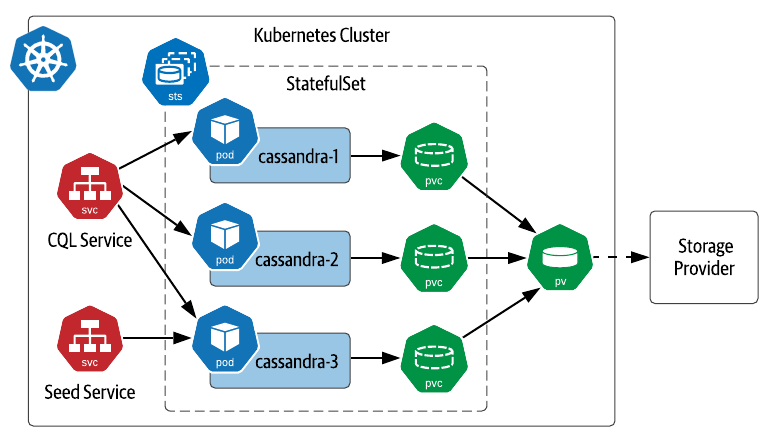 Kubernetes Cluster
StatefulSet
sts
pod
cassandra-1
pvc
svc
CQL Service
pod
cassandra-2
pvc
pv
Storage
Provider
svc
Seed Service
pod
cassandra-3
pvc